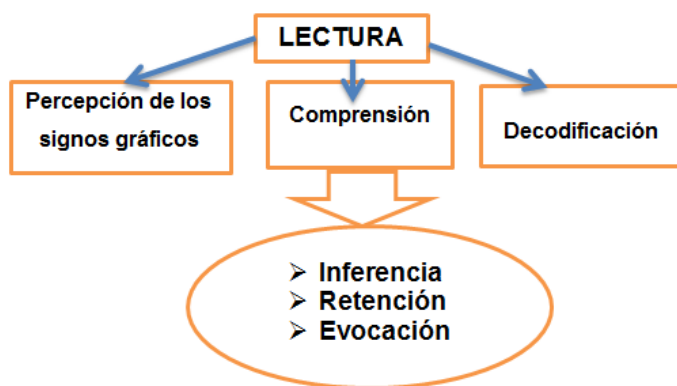 LECTURA
Percepción de los
signos gráficos
Comprensión
Decodificación
➢ Inferencia
➢ Retención
➢ Evocación